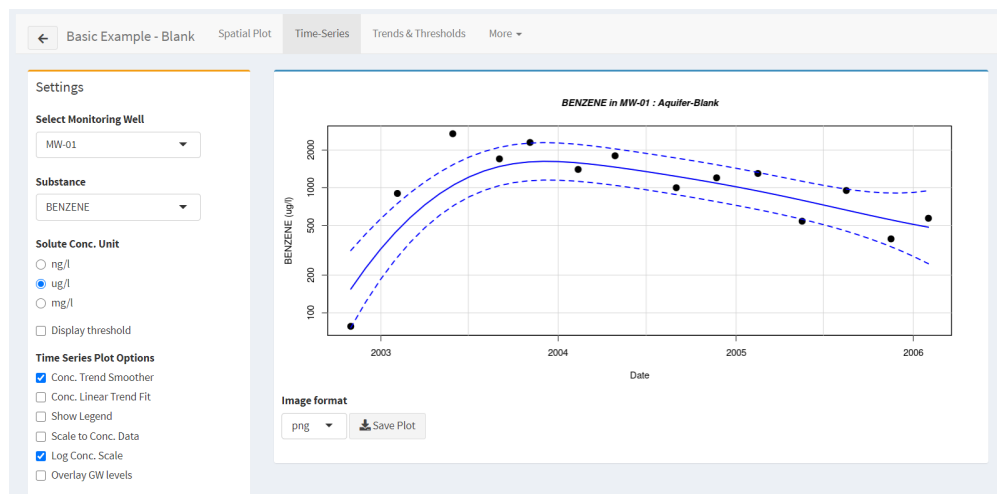 Basic Example - Blank
Spatial Plot
Time-Series
Trends & Thresholds
More
Settings
Select Monitoring Well
MW-01
Substance
BENZENE
Solute Conc. Unit
ng/l
ug/l
mg/l
Display threshold
Time Series Plot Options
Conc. Trend Smoother
Conc. Linear Trend Fit
Show Legend
Scale to Conc. Data
Log Conc. Scale
Overlay GW levels
BENZENE in MW-01 : Aquifer-Blank
BENZENE (ug/l)
2000
1000
500
200
100
2003
2004
2005
2006
Date
Image format
png
Save Plot